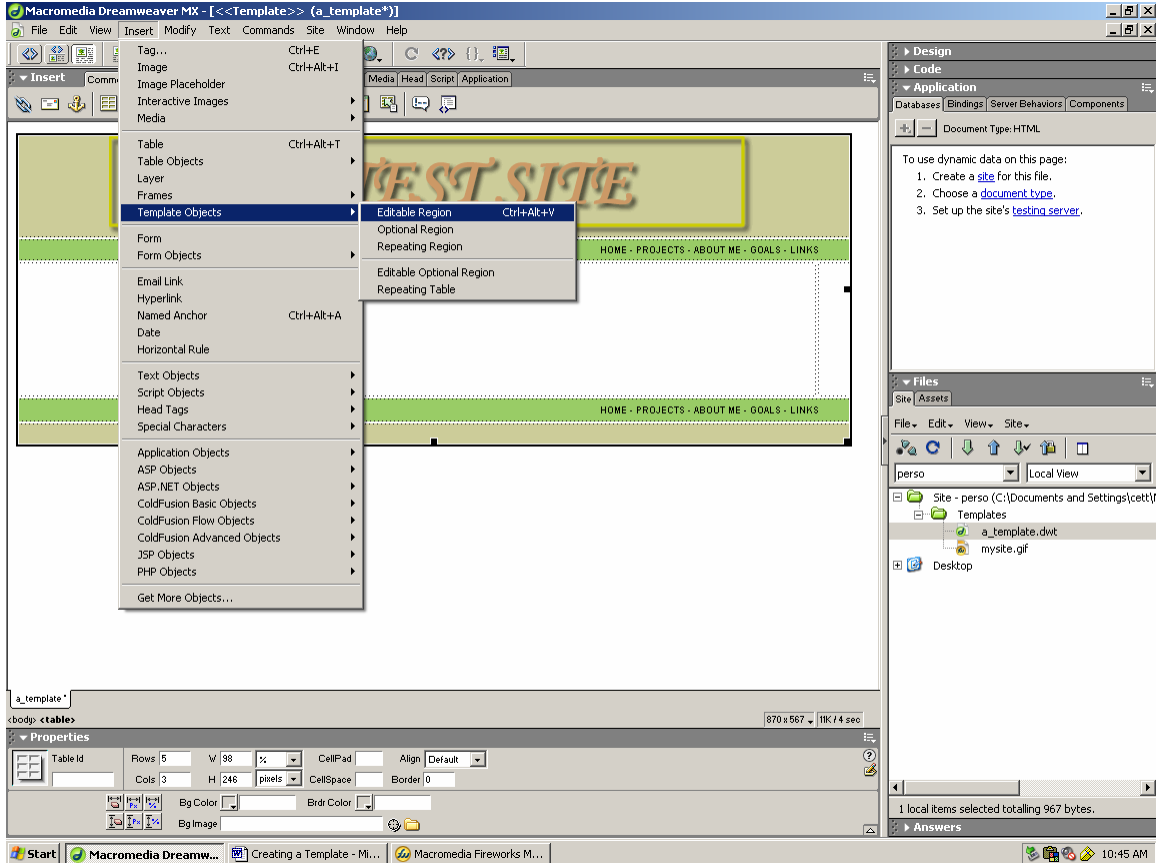 Macromedia Dreamweaver MX - [<<Template>> (a_template*)]
File Edit View Insert Modify Text Commands Site Window Help
Insert
Media Head Script Application
Tag... Ctrl+E
Image Ctrl+Alt+I
Image Placeholder
Interactive Images
Media
Table Ctrl+Alt+T
Table Objects
Layer
Frames
Template Objects
Form
Form Objects
Email Link
Hyperlink
Named Anchor Ctrl+Alt+A
Date
Horizontal Rule
Text Objects
Script Objects
Head Tags
Special Characters
Application Objects
ASP Objects
ASP.NET Objects
ColdFusion Basic Objects
ColdFusion Flow Objects
ColdFusion Advanced Objects
JSP Objects
PHP Objects
Get More Objects...
Editable Region Ctrl+Alt+V
Optional Region
Repeating Region
Editable Optional Region
Repeating Table
TEST SITE
HOME - PROJECTS - ABOUT ME - GOALS - LINKS
HOME - PROJECTS - ABOUT ME - GOALS - LINKS
a_template*
<body> <table>
870 x 567
11K / 4 sec
Properties
Table Id Rows 5 W 98 % CellPad Align Default
Cols 3 H 246 pixels CellSpace Border 0
Bg Color Brdr Color
Bg Image
Design
Code
Application
Databases Bindings Server Behaviors Components
Document Type: HTML
To use dynamic data on this page:
1. Create a site for this file.
2. Choose a document type.
3. Set up the site's testing server.
Files
Site Assets
File Edit View Site
perso Local View
Site - perso (C:\Documents and Settings\cett\
Templates
a_template.dwt
mysite.gif
Desktop
1 local items selected totalling 967 bytes.
Answers
Start Macromedia Dreamw... Creating a Template - Mi... Macromedia Fireworks M... 10:45 AM